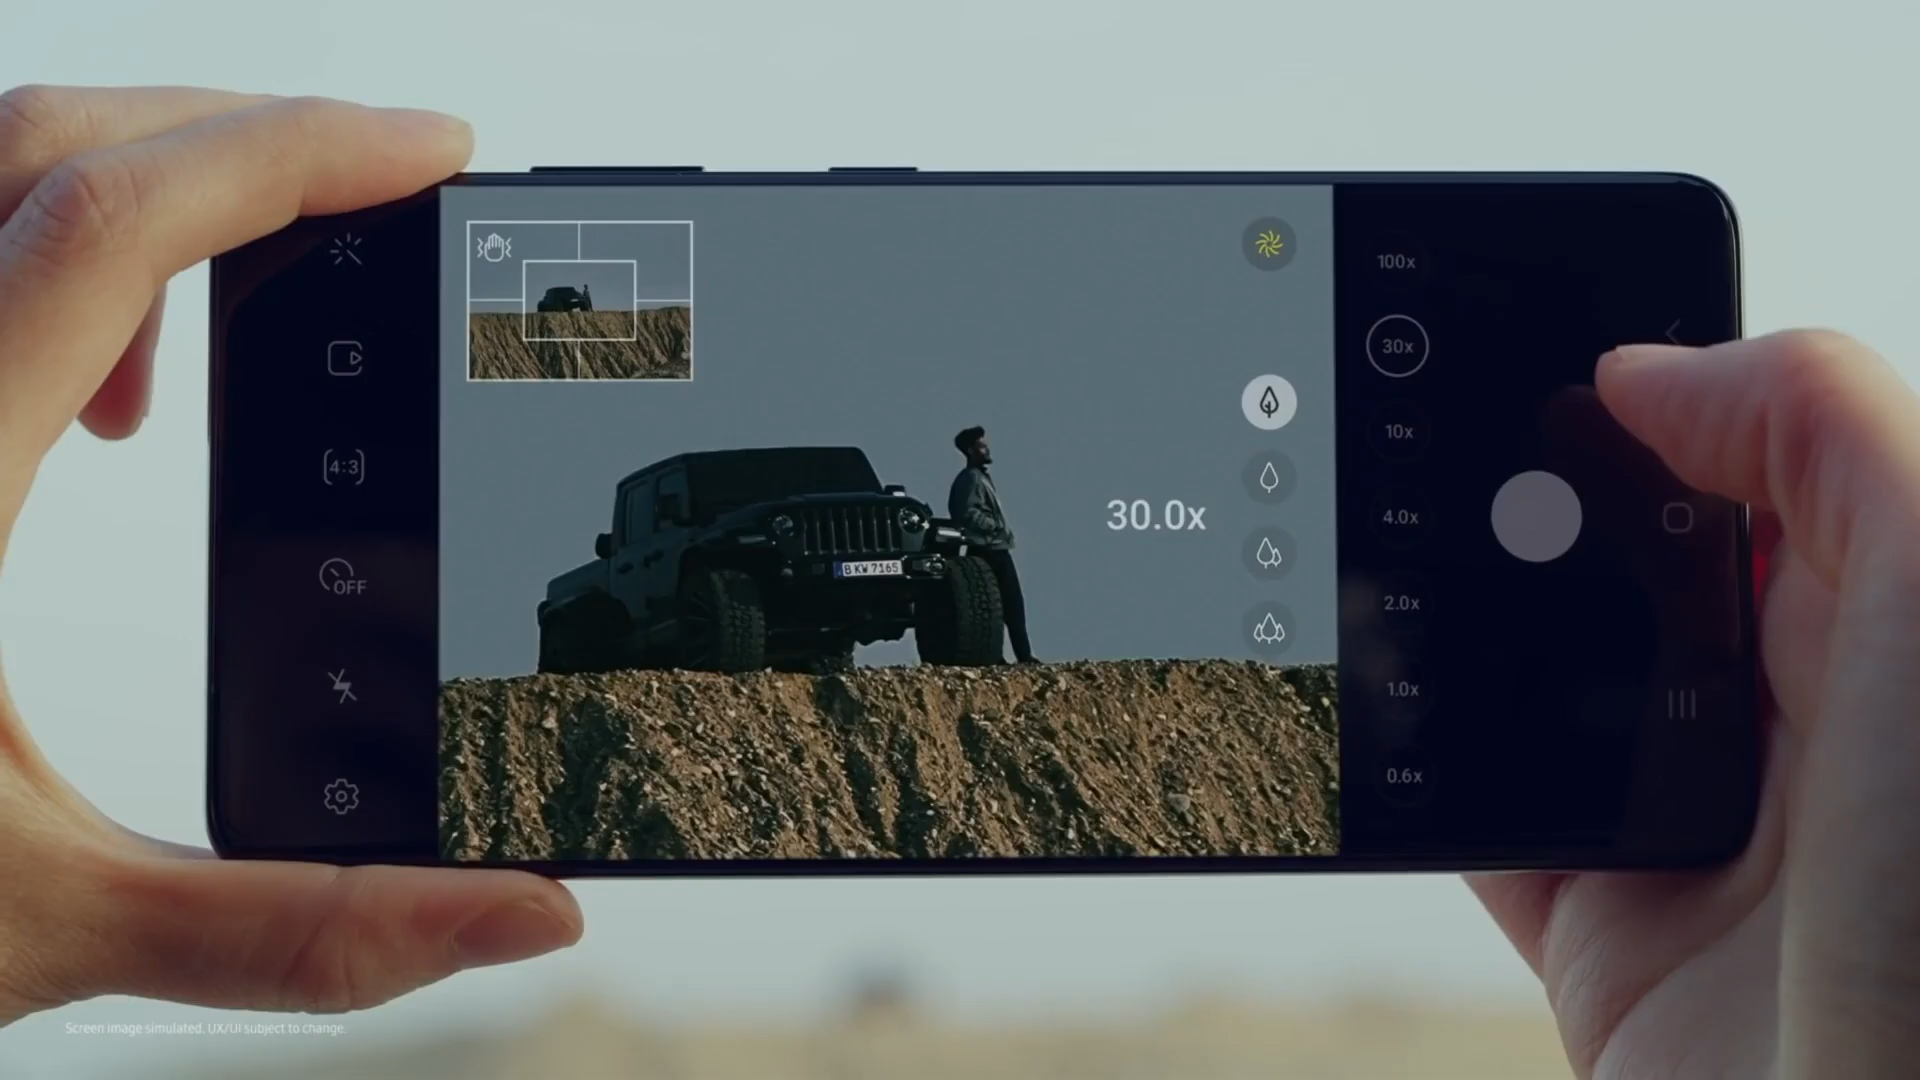 4:3
OFF
B KW 7165
30.0x
100x
30x
10x
4.0x
2.0x
1.0x
0.6x
Screen image simulated. UX/UI subject to change.